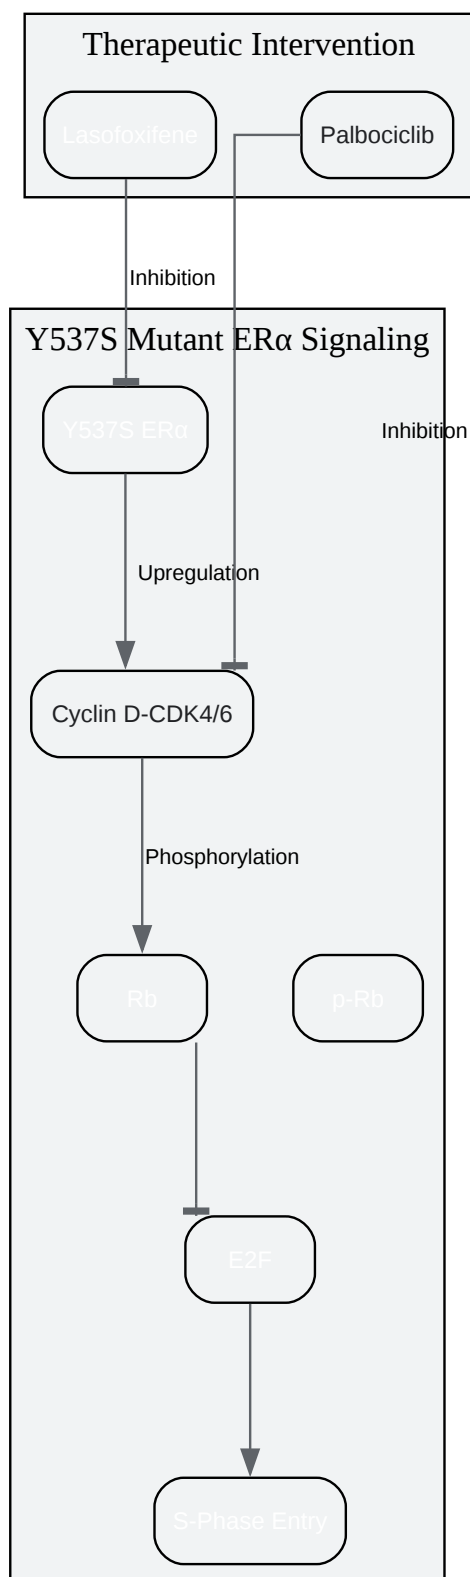 Therapeutic Intervention
Lasofoxifene
Palbociclib
Inhibition
Y537S Mutant ERα Signaling
Y537S ERα
Inhibition
Upregulation
Cyclin D-CDK4/6
Phosphorylation
Rb
p-Rb
E2F
S-Phase Entry